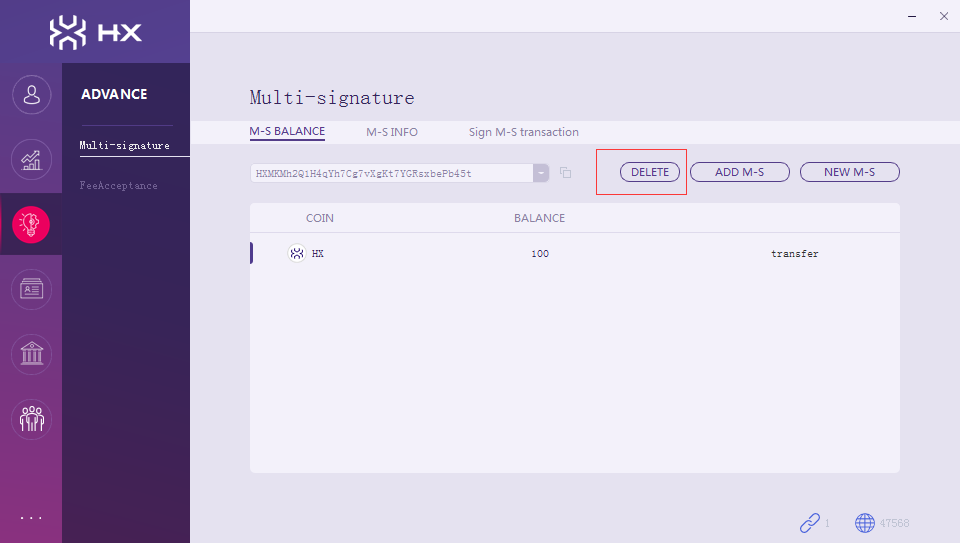 HX
ADVANCE
Multi-signature
FeeAcceptance
...
Multi-signature
M-S BALANCE M-S INFO Sign M-S transaction
HXMKMh2QiH4qYh7Cg7vXgKt7YGRsxbePb45t DELETE ADD M-S NEW M-S
COIN BALANCE
HX 100 transfer
1 47568